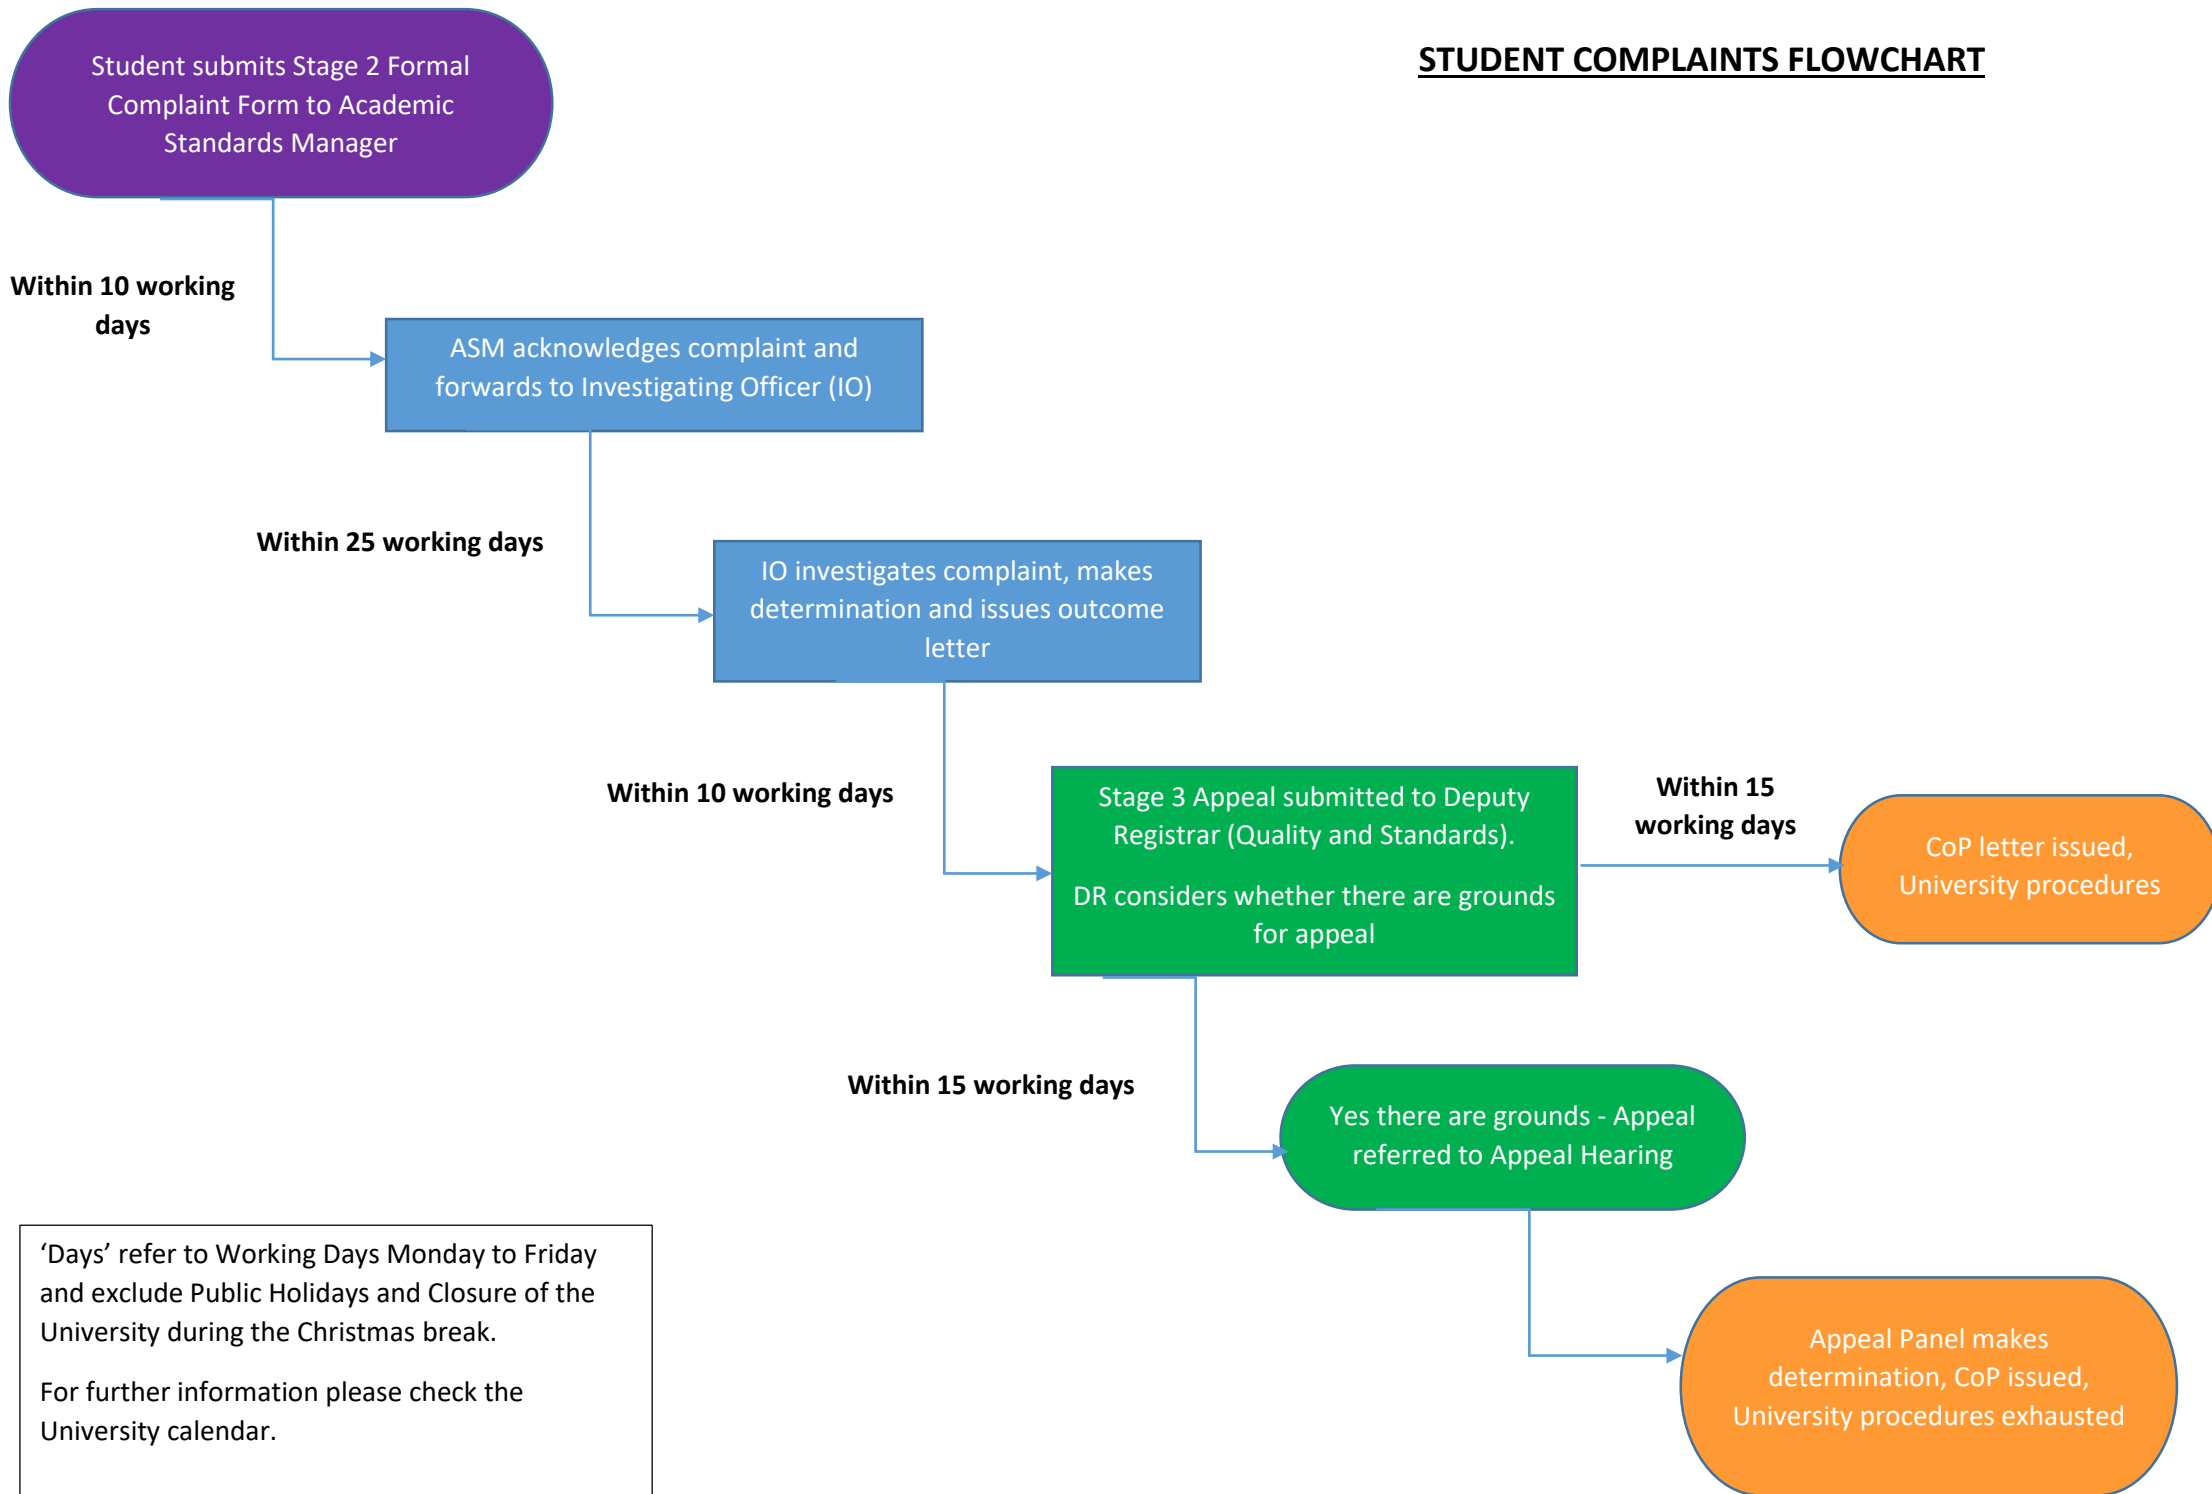 STUDENT COMPLAINTS FLOWCHART
Student submits Stage 2 Formal
Complaint Form to Academic
Standards Manager
Within 10 working
days
ASM acknowledges complaint and
forwards to Investigating Officer (IO)
Within 25 working days
IO investigates complaint, makes
determination and issues outcome
letter
Within 10 working days
Stage 3 Appeal submitted to Deputy
Registrar (Quality and Standards).
DR considers whether there are grounds
for appeal
Within 15
working days
CoP letter issued,
University procedures
Within 15 working days
Yes there are grounds - Appeal
referred to Appeal Hearing
Appeal Panel makes
determination, CoP issued,
University procedures exhausted
‘Days’ refer to Working Days Monday to Friday
and exclude Public Holidays and Closure of the
University during the Christmas break.
For further information please check the
University calendar.